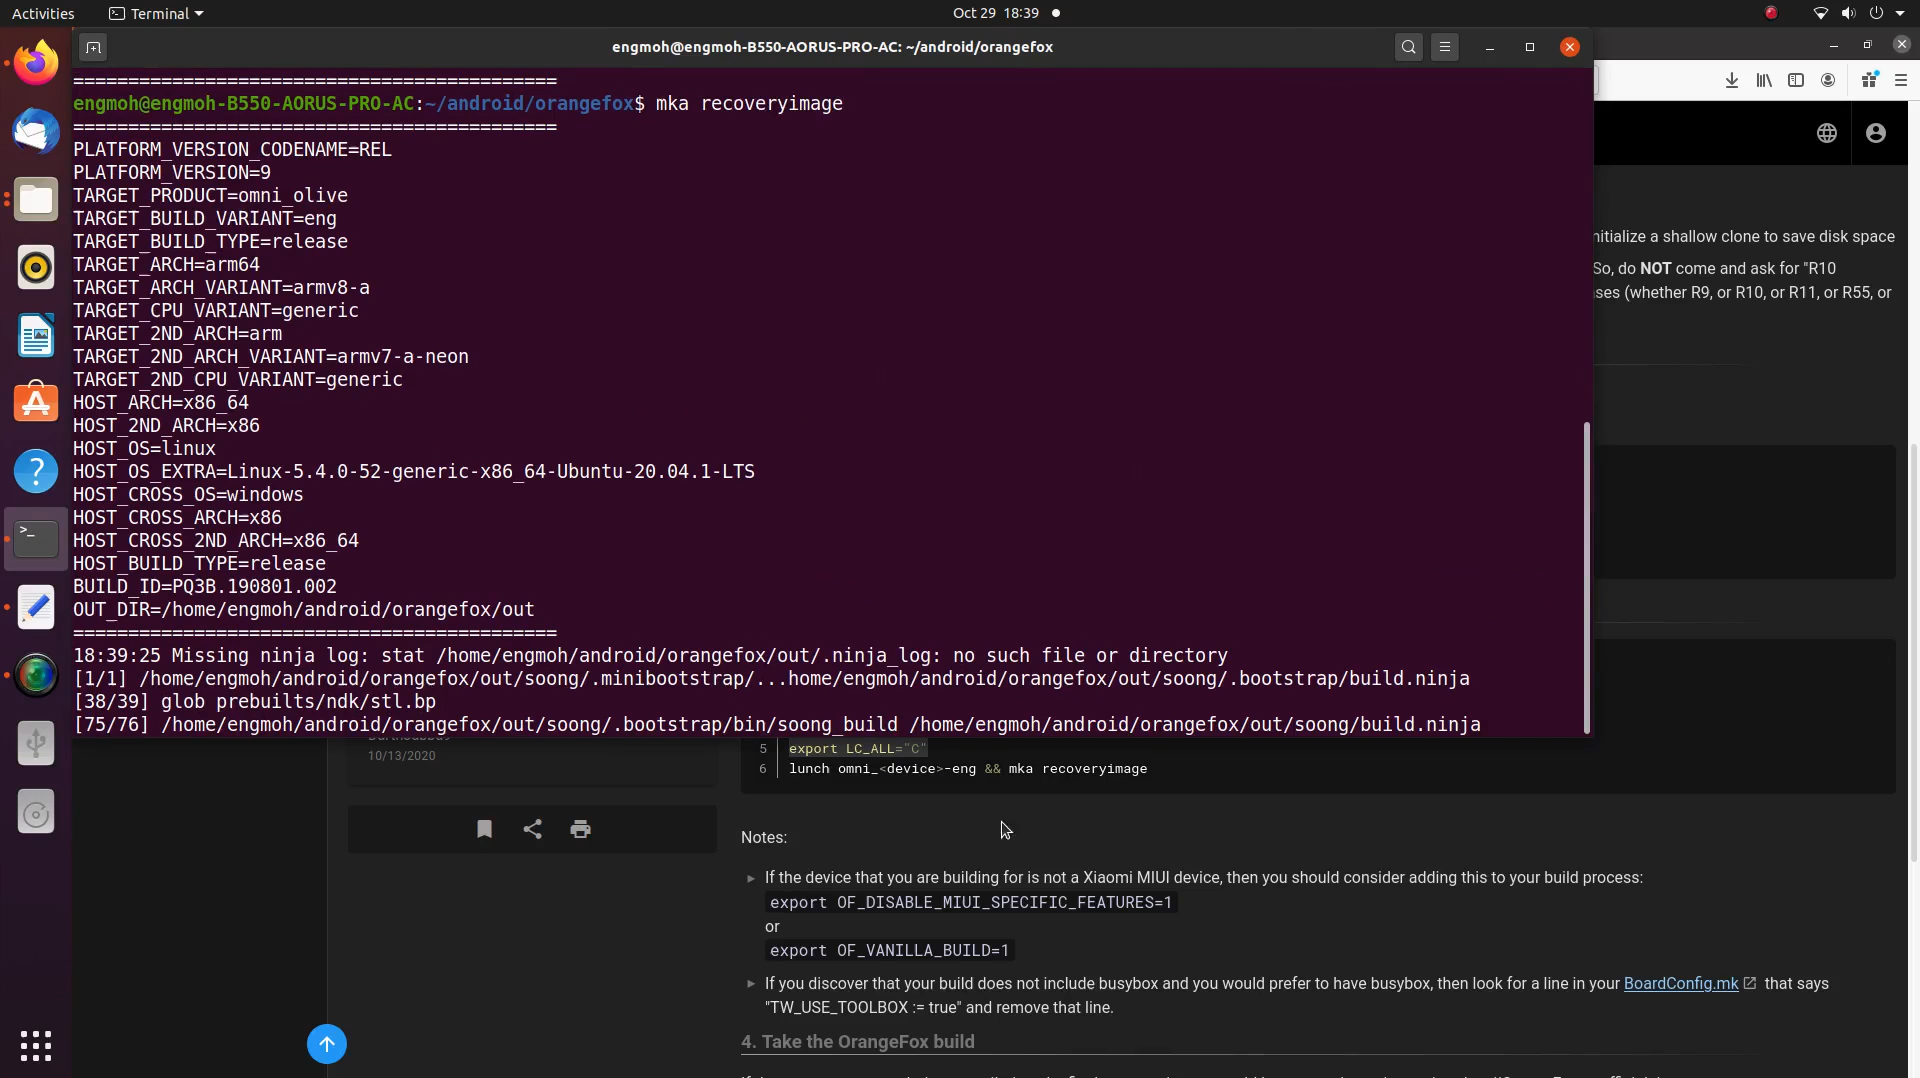 Activities
Terminal
Oct 29 18:39
engmoh@engmoh-B550-AORUS-PRO-AC: ~/android/orangefox
============================================
engmoh@engmoh-B550-AORUS-PRO-AC:~/android/orangefox$ mka recoveryimage
============================================
PLATFORM_VERSION_CODENAME=REL
PLATFORM_VERSION=9
TARGET_PRODUCT=omni_olive
TARGET_BUILD_VARIANT=eng
TARGET_BUILD_TYPE=release
TARGET_ARCH=arm64
TARGET_ARCH_VARIANT=armv8-a
TARGET_CPU_VARIANT=generic
TARGET_2ND_ARCH=arm
TARGET_2ND_ARCH_VARIANT=armv7-a-neon
TARGET_2ND_CPU_VARIANT=generic
HOST_ARCH=x86_64
HOST_2ND_ARCH=x86
HOST_OS=linux
HOST_OS_EXTRA=Linux-5.4.0-52-generic-x86_64-Ubuntu-20.04.1-LTS
HOST_CROSS_OS=windows
HOST_CROSS_ARCH=x86
HOST_CROSS_2ND_ARCH=x86_64
HOST_BUILD_TYPE=release
BUILD_ID=PQ3B.190801.002
OUT_DIR=/home/engmoh/android/orangefox/out
============================================
18:39:25 Missing ninja log: stat /home/engmoh/android/orangefox/out/.ninja_log: no such file or directory
[1/1] /home/engmoh/android/orangefox/out/soong/.minibootstrap/...home/engmoh/android/orangefox/out/soong/.bootstrap/build.ninja
[38/39] glob prebuilts/ndk/stl.bp
[75/76] /home/engmoh/android/orangefox/out/soong/.bootstrap/bin/soong_build /home/engmoh/android/orangefox/out/soong/build.ninja
nitialize a shallow clone to save disk space
So, do NOT come and ask for "R10
ses (whether R9, or R10, or R11, or R55, or
10/13/2020
5 export LC_ALL="C"
6 lunch omni_<device>-eng && mka recoveryimage
Notes:
If the device that you are building for is not a Xiaomi MIUI device, then you should consider adding this to your build process:
export OF_DISABLE_MIUI_SPECIFIC_FEATURES=1
or
export OF_VANILLA_BUILD=1
If you discover that your build does not include busybox and you would prefer to have busybox, then look for a line in your BoardConfig.mk that says
"TW_USE_TOOLBOX := true" and remove that line.
4. Take the OrangeFox build